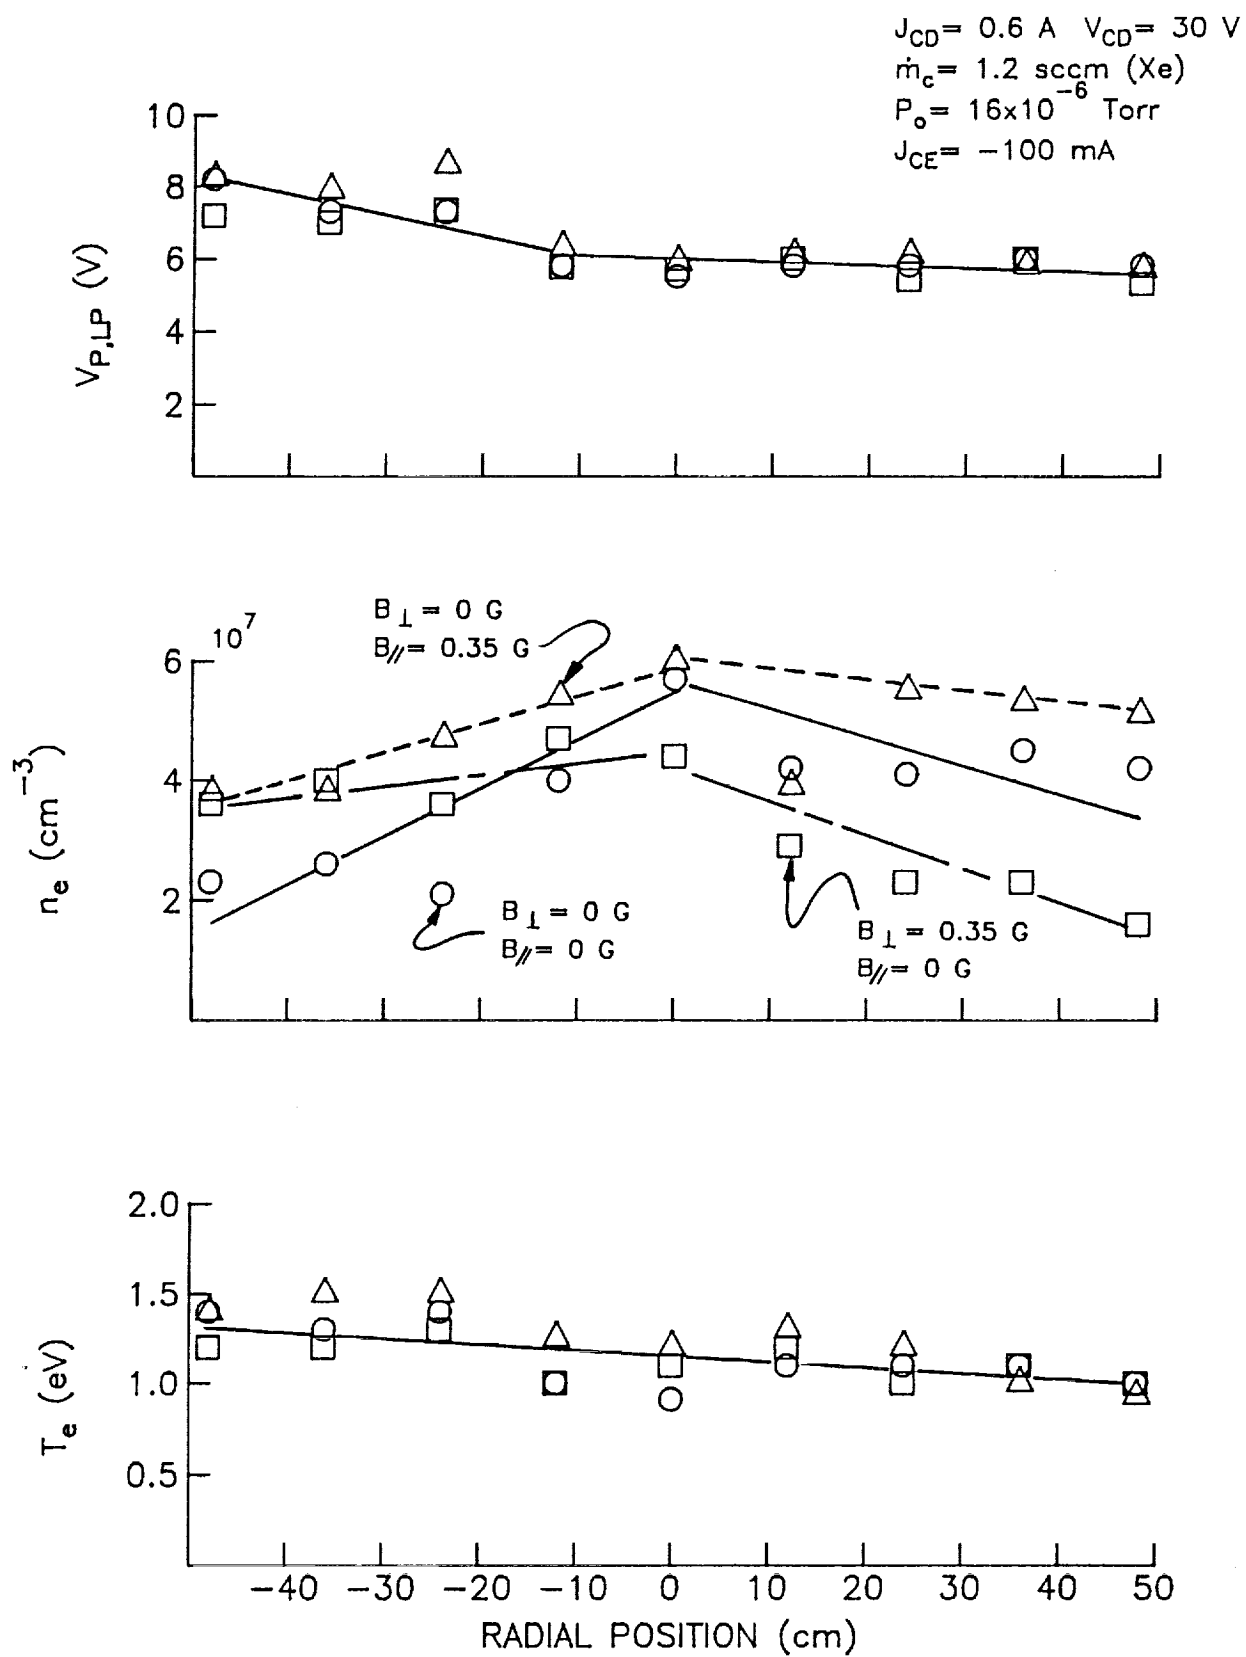 J_CD= 0.6 A V_CD= 30 V
ṁ_c= 1.2 sccm (Xe)
P_o= 16x10^-6 Torr
J_CE= -100 mA
10
8
6
4
2
V_P,LP (V)
10^7
B⊥= 0 G
B//= 0.35 G
6
4
2
n_e (cm^-3)
B⊥= 0 G
B//= 0 G
B⊥= 0.35 G
B//= 0 G
2.0
1.5
1.0
0.5
T_e (eV)
-40 -20 -10 0 10 20 30 40 50
RADIAL POSITION (cm)